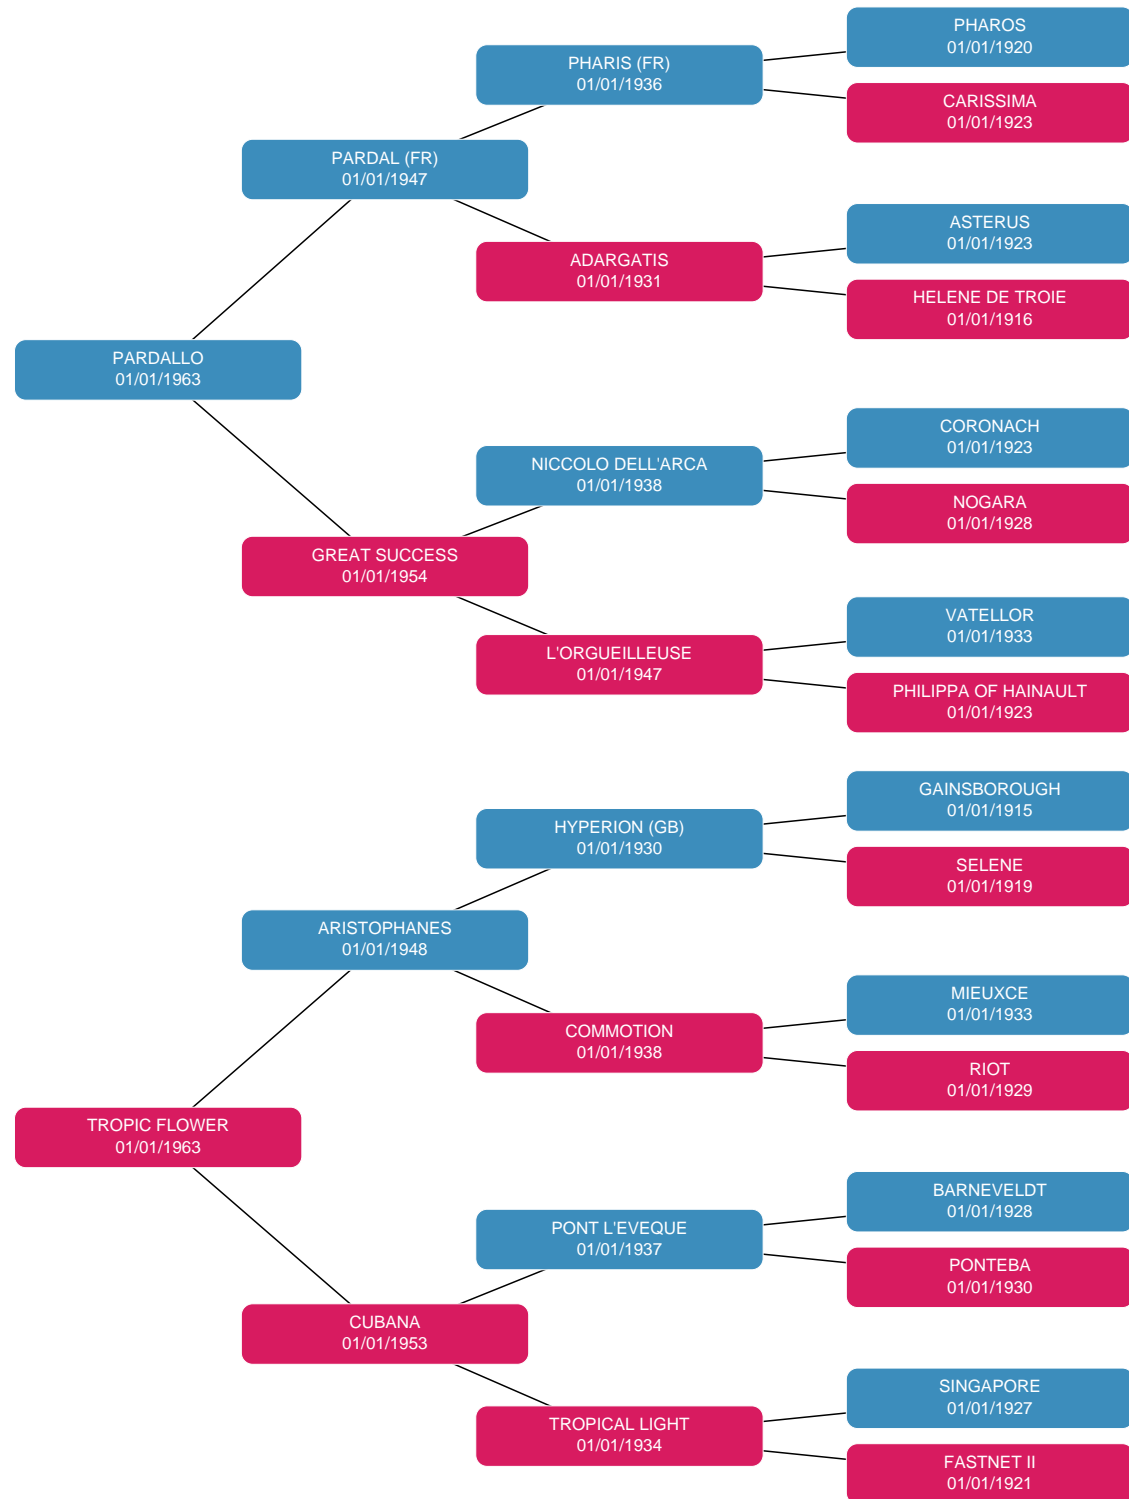 PHAROS
01/01/1920
PHARIS (FR)
01/01/1936
CARISSIMA
01/01/1923
PARDAL (FR)
01/01/1947
ASTERUS
01/01/1923
ADARGATIS
01/01/1931
HELENE DE TROIE
01/01/1916
PARDALLO
01/01/1963
CORONACH
01/01/1923
NICCOLO DELL'ARCA
01/01/1938
NOGARA
01/01/1928
GREAT SUCCESS
01/01/1954
VATELLOR
01/01/1933
L'ORGUEILLEUSE
01/01/1947
PHILIPPA OF HAINAULT
01/01/1923
GAINSBOROUGH
01/01/1915
HYPERION (GB)
01/01/1930
SELENE
01/01/1919
ARISTOPHANES
01/01/1948
MIEUXCE
01/01/1933
COMMOTION
01/01/1938
RIOT
01/01/1929
TROPIC FLOWER
01/01/1963
BARNEVELDT
01/01/1928
PONT L'EVEQUE
01/01/1937
PONTEBA
01/01/1930
CUBANA
01/01/1953
SINGAPORE
01/01/1927
TROPICAL LIGHT
01/01/1934
FASTNET II
01/01/1921